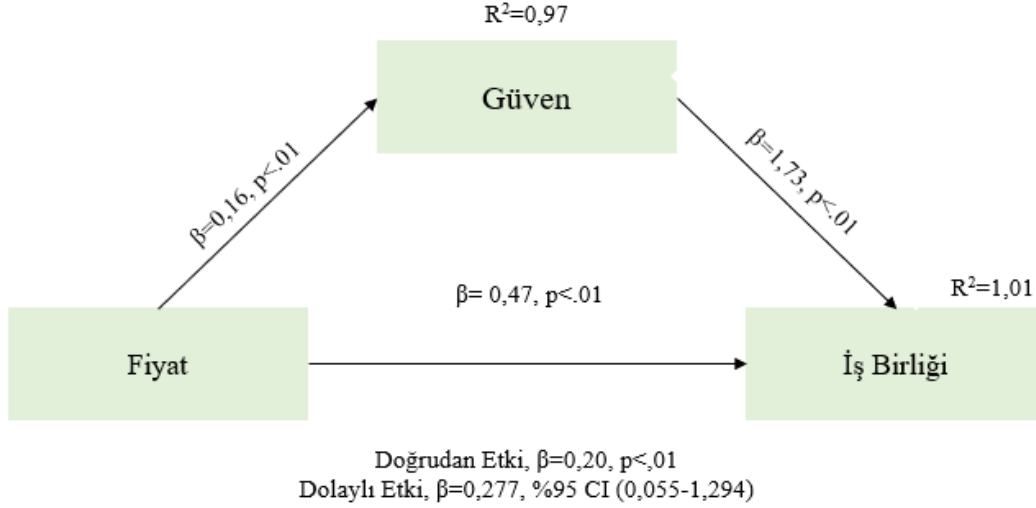 R²=0,97
Güven
β=0,16, p<.01
β=1,73, p<.01
β= 0,47, p<.01
R²=1,01
Fiyat
İş Birliği
Doğrudan Etki, β=0,20, p<,01
Dolaylı Etki, β=0,277, %95 CI (0,055-1,294)